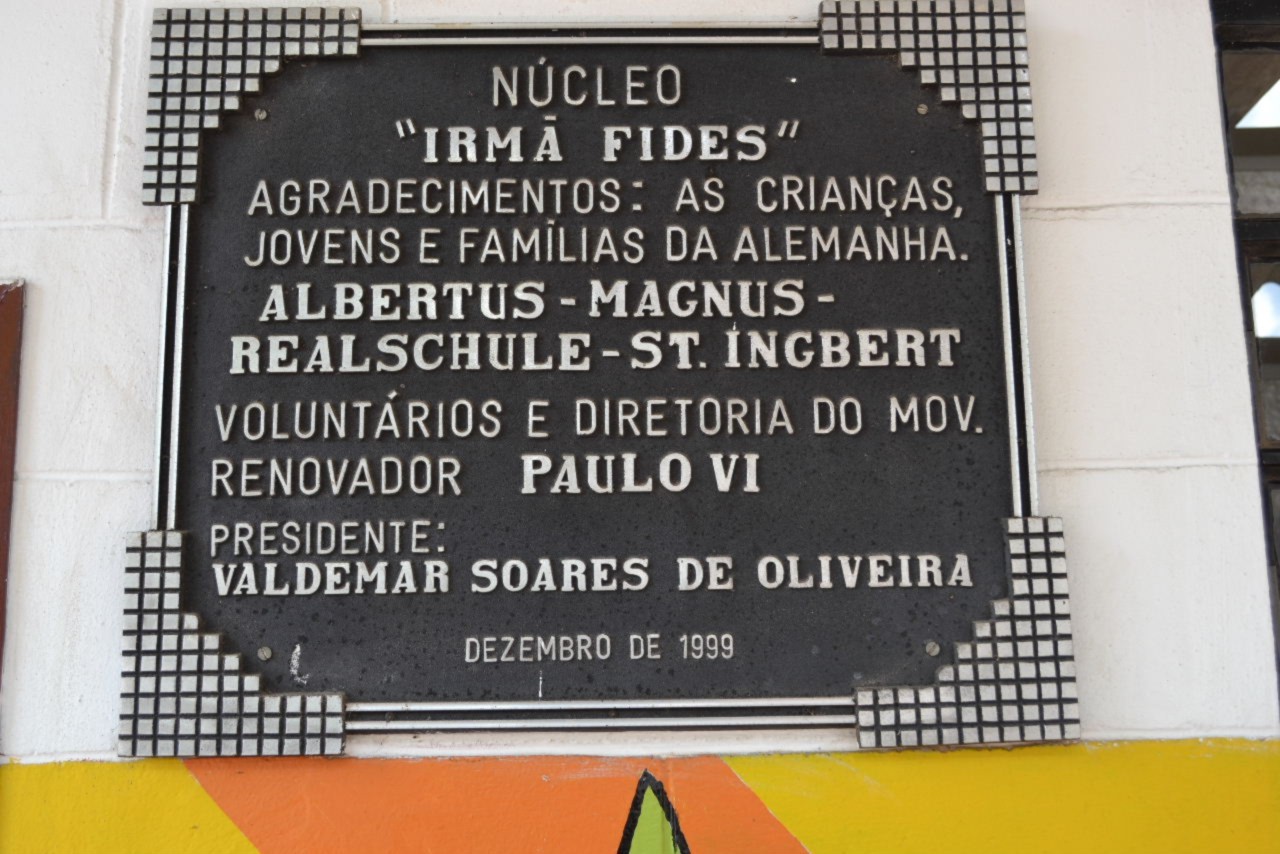 NÚCLEO
"IRMÃ FIDES"
AGRADECIMENTOS: AS CRIANÇAS,
JOVENS E FAMÍLIAS DA ALEMANHA.
ALBERTUS-MAGNUS-
REALSCHULE-ST. INGBERT
VOLUNTÁRIOS E DIRETORIA DO MOV.
RENOVADOR PAULO VI
PRESIDENTE:
VALDEMAR SOARES DE OLIVEIRA
DEZEMBRO DE 1999